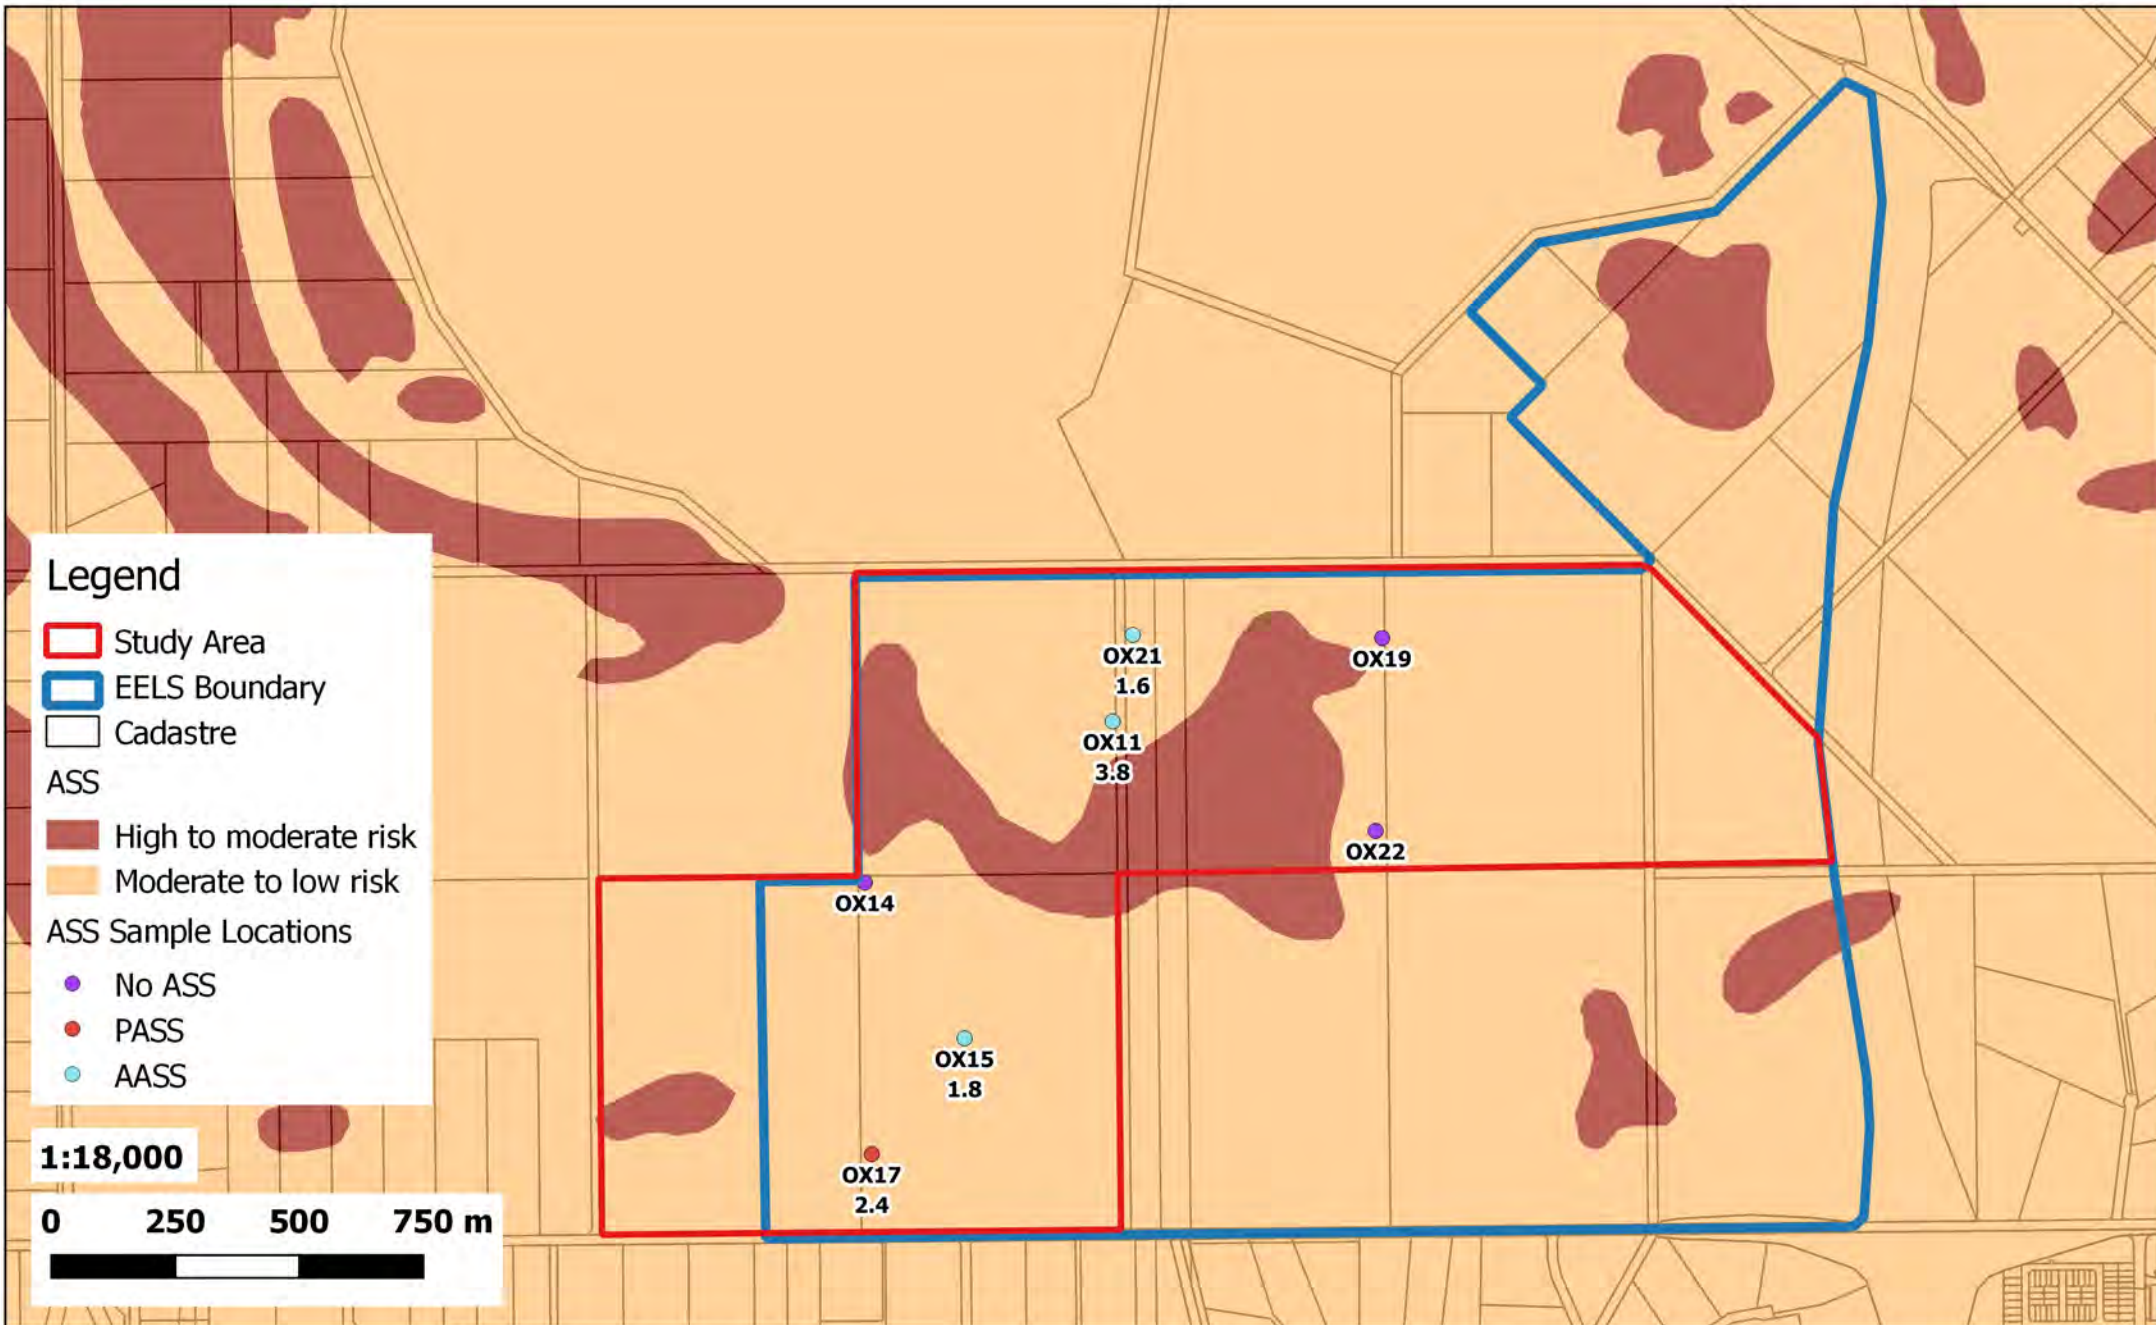 OX21
1.6
OX19
OX11
3.8
OX22
OX14
OX15
1.8
OX17
2.4
Legend
Study Area
EELS Boundary
Cadastre
ASS
High to moderate risk
Moderate to low risk
ASS Sample Locations
No ASS
PASS
AASS
1:18,000
0 250 500 750 m